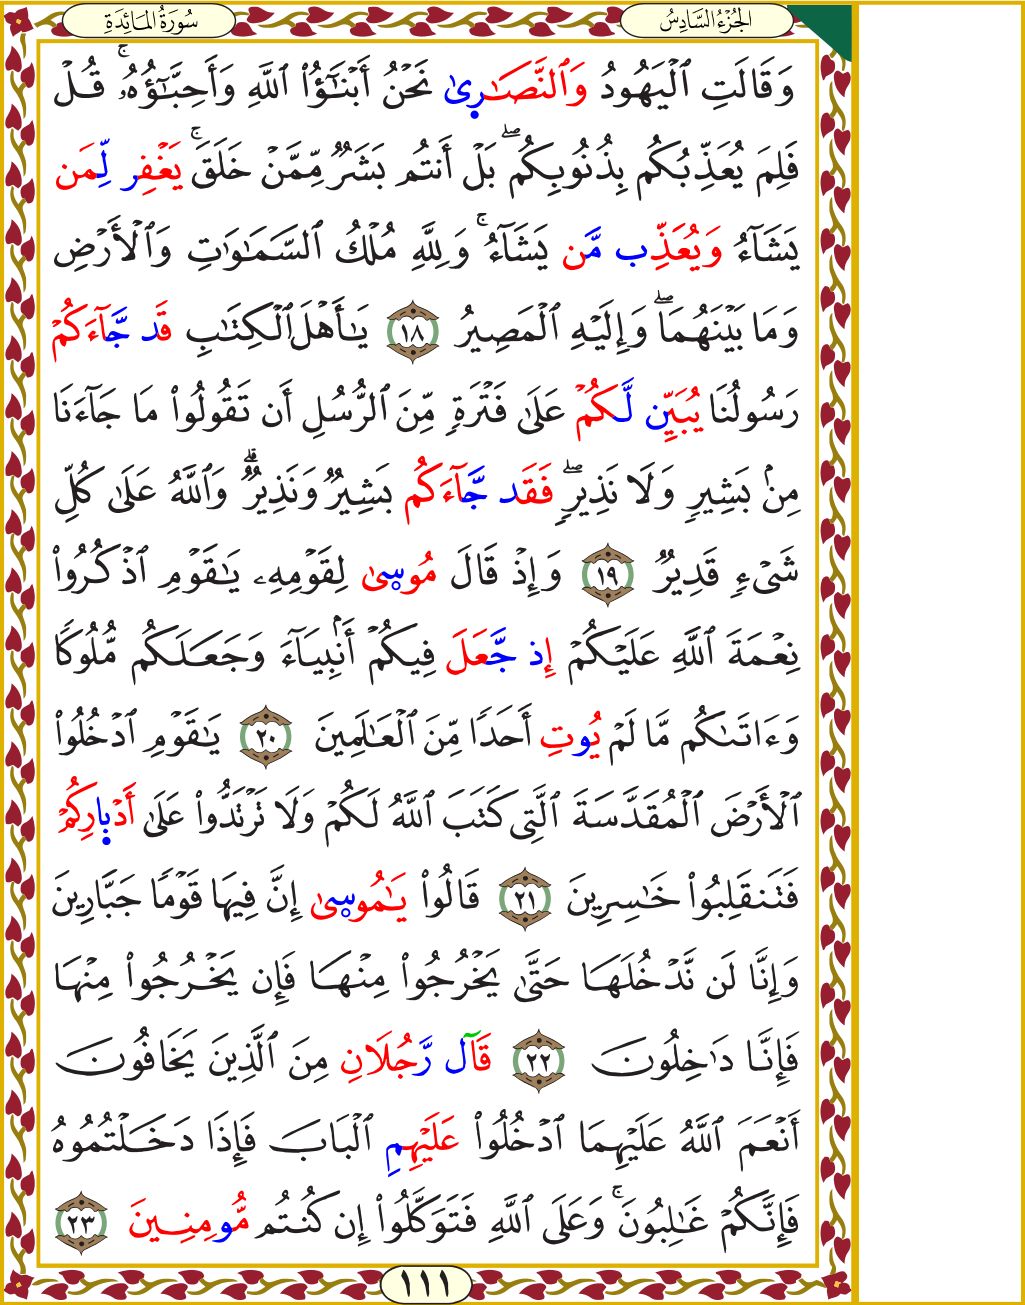 الجُزْءُ السَّادِسُ
سُورَةُ المَائِدَةِ
وَقَالَتِ ٱلۡيَهُودُ وَٱلنَّصَٰرِىٰ نَحۡنُ أَبۡنَٰٓؤُاْ ٱللَّهِ وَأَحِبَّٰٓؤُهُۥۚ قُلۡ
فَلِمَ يُعَذِّبُكُم بِذُنُوبِكُمۖ بَلۡ أَنتُم بَشَرٞ مِّمَّنۡ خَلَقَۚ يَغۡفِر لِّمَن
يَشَآءُ وَيُعَذِّب مَّن يَشَآءُۚ وَلِلَّهِ مُلۡكُ ٱلسَّمَٰوَٰتِ وَٱلۡأَرۡضِ
وَمَا بَيۡنَهُمَاۖ وَإِلَيۡهِ ٱلۡمَصِيرُ ١٨ يَٰٓأَهۡلَ ٱلۡكِتَٰبِ قَد جَّآءَكُمۡ
رَسُولُنَا يُبَيِّن لَّكُمۡ عَلَىٰ فَتۡرَةٖ مِّنَ ٱلرُّسُلِ أَن تَقُولُواْ مَا جَآءَنَا
مِنۢ بَشِيرٖ وَلَا نَذِيرٖۖ فَقَد جَّآءَكُم بَشِيرٞ وَنَذِيرٞۗ وَٱللَّهُ عَلَىٰ كُلِّ
شَيۡءٖ قَدِيرٞ ١٩ وَإِذۡ قَالَ مُوسِىٰ لِقَوۡمِهِۦ يَٰقَوۡمِ ٱذۡكُرُواْ
نِعۡمَةَ ٱللَّهِ عَلَيۡكُمۡ إِذ جَّعَلَ فِيكُمۡ أَنۢبِيَآءَ وَجَعَلَكُم مُّلُوكٗا
وَءَاتَىٰكُم مَّا لَمۡ يُوتِ أَحَدٗا مِّنَ ٱلۡعَٰلَمِينَ ٢٠ يَٰقَوۡمِ ٱدۡخُلُواْ
ٱلۡأَرۡضَ ٱلۡمُقَدَّسَةَ ٱلَّتِي كَتَبَ ٱللَّهُ لَكُمۡ وَلَا تَرۡتَدُّواْ عَلَىٰٓ أَدۡبِارِكُمۡ
فَتَنقَلِبُواْ خَٰسِرِينَ ٢١ قَالُواْ يَٰمُوسِىٰٓ إِنَّ فِيهَا قَوۡمٗا جَبَّارِينَ
وَإِنَّا لَن نَّدۡخُلَهَا حَتَّىٰ يَخۡرُجُواْ مِنۡهَا فَإِن يَخۡرُجُواْ مِنۡهَا
فَإِنَّا دَٰخِلُونَ ٢٢ قَآل رَّجُلَانِ مِنَ ٱلَّذِينَ يَخَافُونَ
أَنۡعَمَ ٱللَّهُ عَلَيۡهِمَا ٱدۡخُلُواْ عَلَيۡهِمِ ٱلۡبَابَ فَإِذَا دَخَلۡتُمُوهُ
فَإِنَّكُمۡ غَٰلِبُونَۚ وَعَلَى ٱللَّهِ فَتَوَكَّلُوٓاْ إِن كُنتُم مُّومِنِينَ ٢٣
١١١